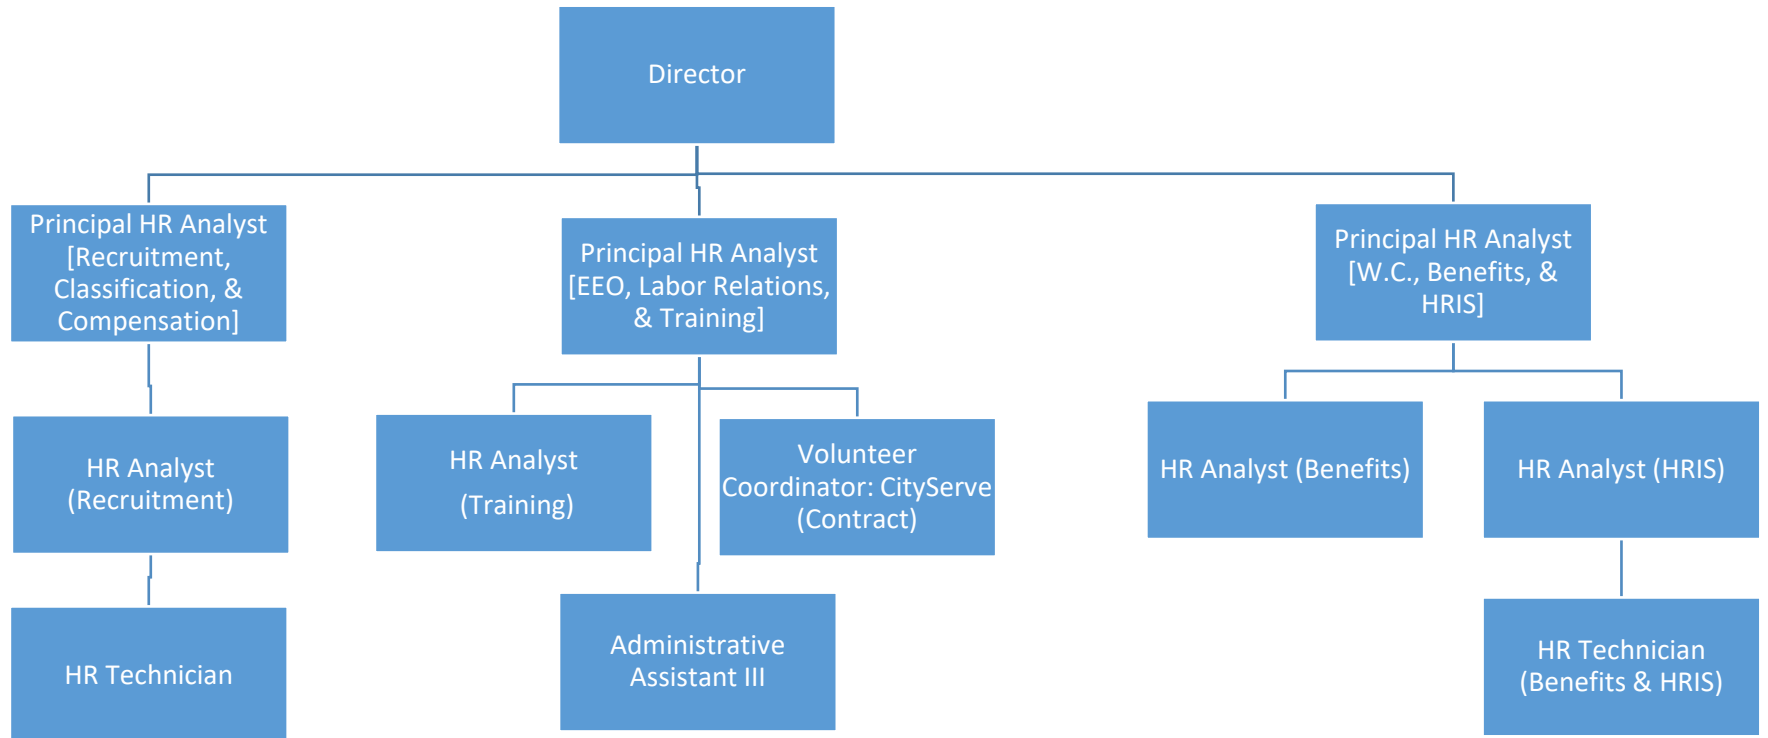 Director
Principal HR Analyst
[Recruitment,
Classification, &
Compensation]
Principal HR Analyst
[EEO, Labor Relations,
& Training]
Principal HR Analyst
[W.C., Benefits, &
HRIS]
HR Analyst
(Recruitment)
HR Analyst
(Training)
Volunteer
Coordinator: CityServe
(Contract)
HR Analyst (Benefits)
HR Analyst (HRIS)
HR Technician
Administrative
Assistant III
HR Technician
(Benefits & HRIS)